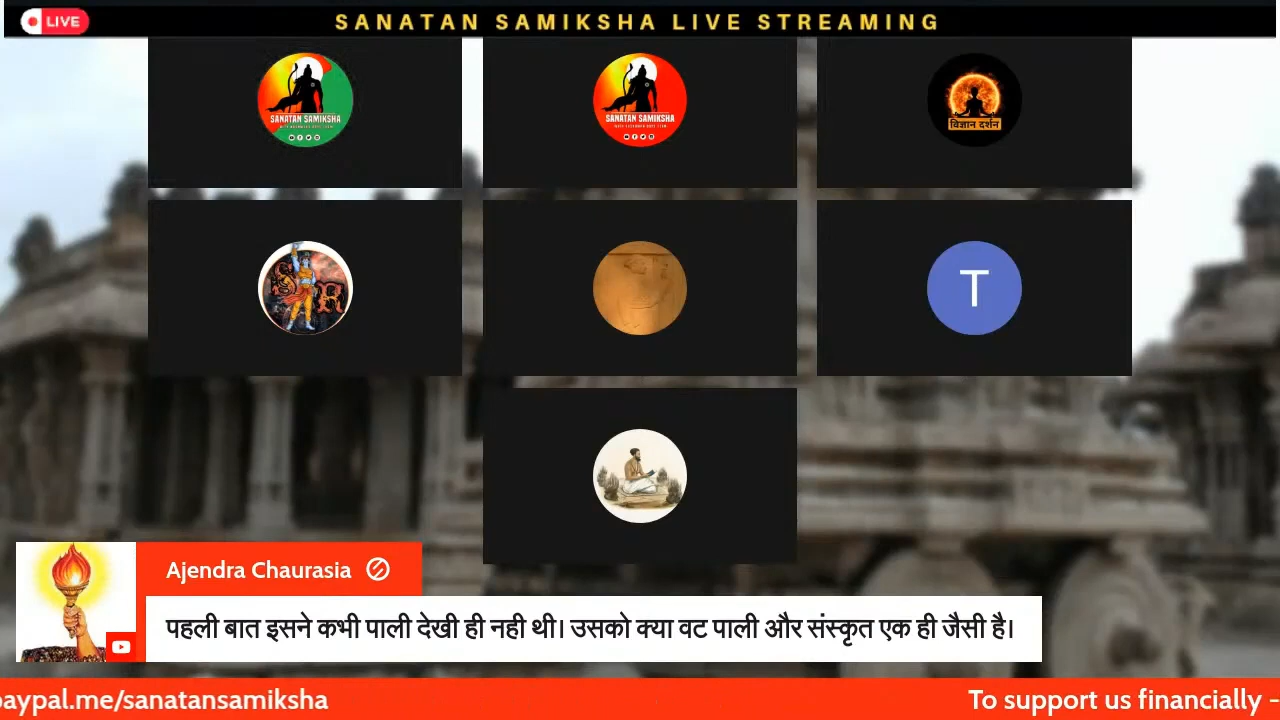 LIVE
SANATAN SAMIKSHA LIVE STREAMING
SANATAN SAMIKSHA
SANATAN SAMIKSHA
विज्ञान दर्शन
S R
T
Ajendra Chaurasia
पहली बात इसने कभी पाली देखी ही नही थी। उसको क्या वट पाली और संस्कृत एक ही जैसी है।
paypal.me/sanatansamiksha
To support us financially -